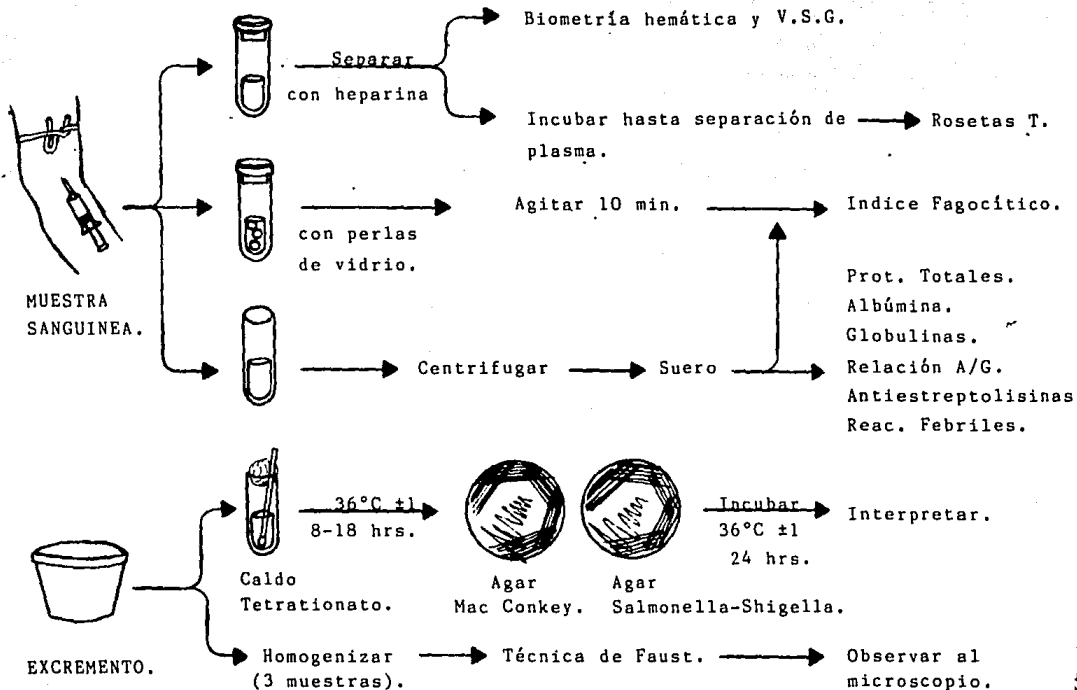 Biometría hemática y V.S.G.
Separar
con heparina
Incubar hasta separación de
plasma.
Rosetas T.
Agitar 10 min.
Indice Fagocítico.
con perlas
de vidrio.
MUESTRA
SANGUINEA.
Prot. Totales.
Albúmina.
Globulinas.
Relación A/G.
Antiestreptolisinas
Reac. Febriles.
Centrifugar
Suero
36°C ±1
8-18 hrs.
Incubar
36°C ±1
24 hrs.
Interpretar.
Caldo
Tetrationato.
Agar
Mac Conkey.
Agar
Salmonella-Shigella.
EXCREMENTO.
Homogenizar
(3 muestras).
Técnica de Faust.
Observar al
microscopio.